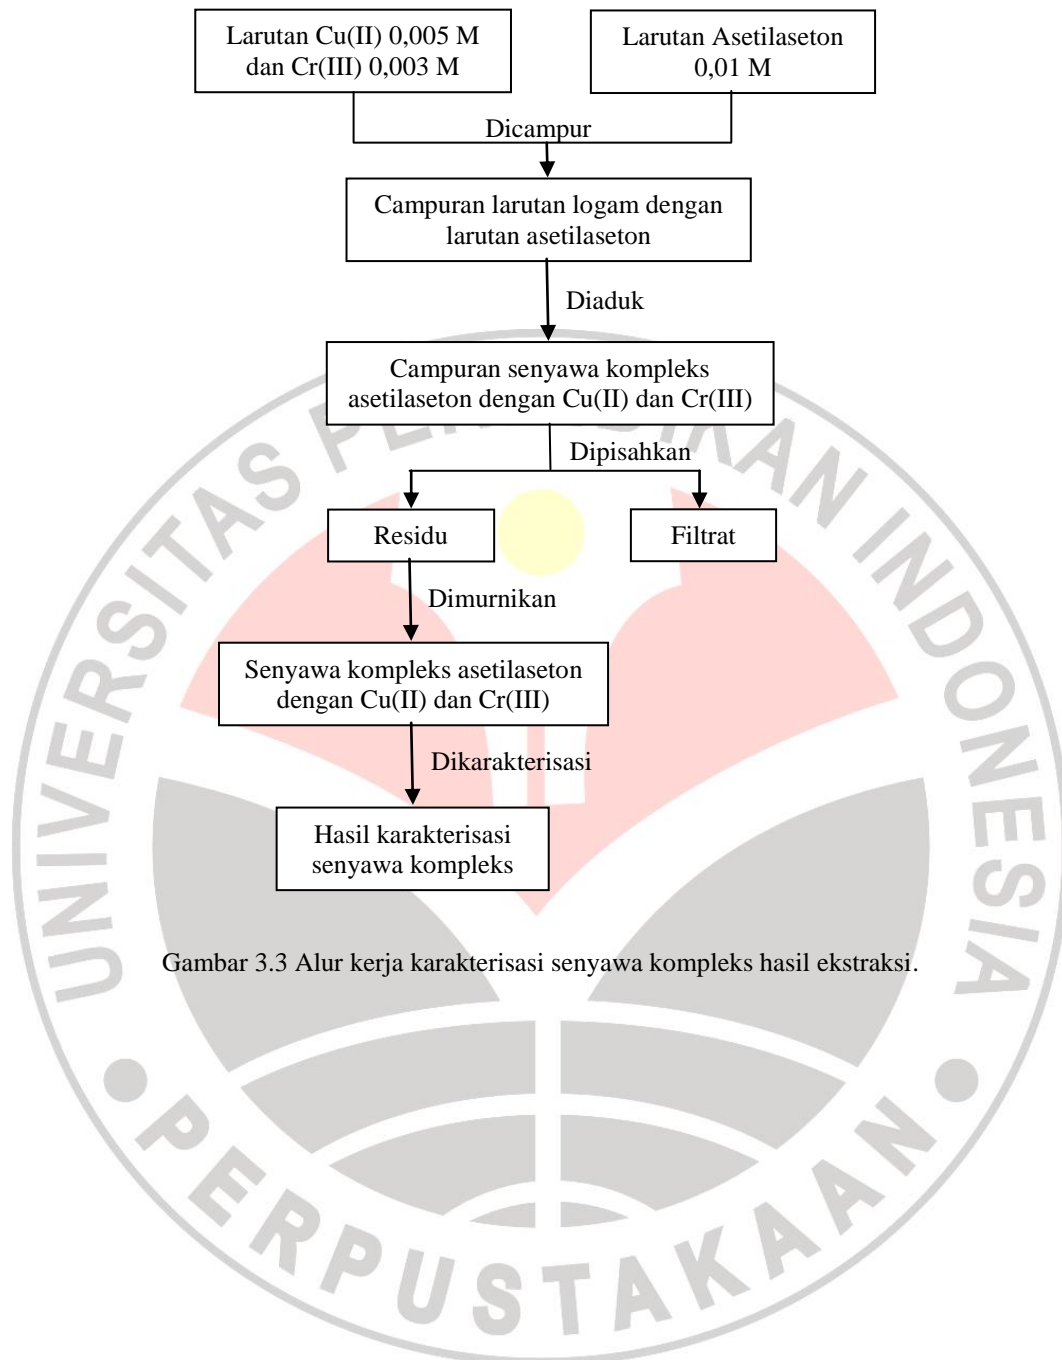 Larutan Cu(II) 0,005 M
dan Cr(III) 0,003 M
Larutan Asetilaseton
0,01 M
Dicampur
Campuran larutan logam dengan
larutan asetilaseton
Diaduk
Campuran senyawa kompleks
asetilaseton dengan Cu(II) dan Cr(III)
Dipisahkan
Residu
Filtrat
Dimurnikan
Senyawa kompleks asetilaseton
dengan Cu(II) dan Cr(III)
Dikarakterisasi
Hasil karakterisasi
senyawa kompleks
Gambar 3.3 Alur kerja karakterisasi senyawa kompleks hasil ekstraksi.
UNIVERSITAS PENDIDIKAN INDONESIA
PERPUSTAKAAN